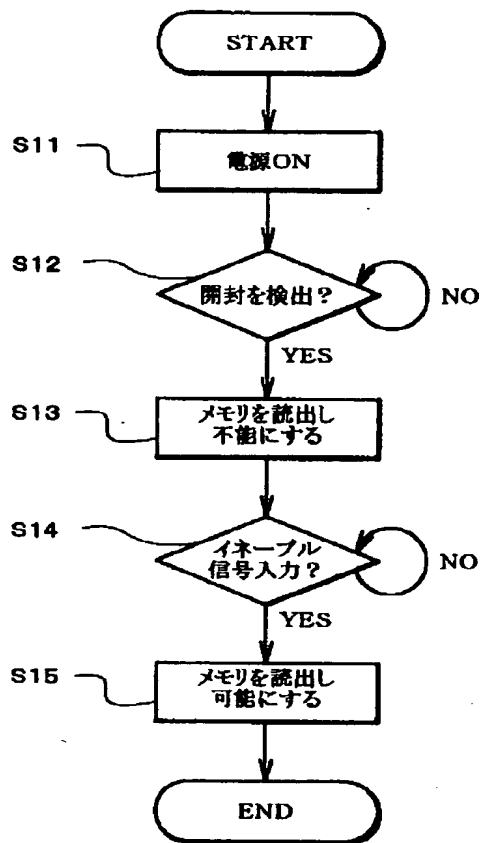 START
S11
電源ON
S12
開封を検出？
NO
YES
S13
メモリを読出し
不能にする
S14
イネーブル
信号入力？
NO
YES
S15
メモリを読出し
可能にする
END